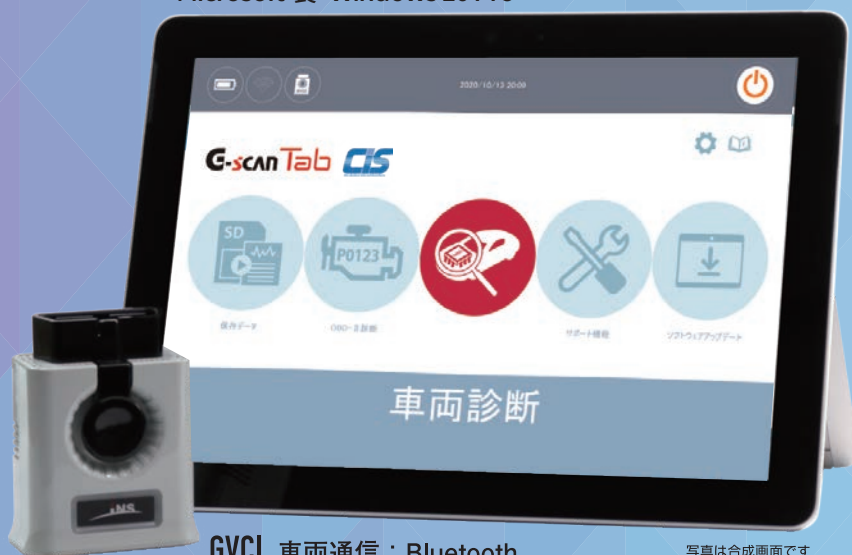 2020/10/13 20:00
G-scan Tab CIS
SD
P0123
保存データ
OBD-Ⅱ診断
サポート機能
ソフトウェアアップデート
車両診断
GVCI 車両通信：Bluetooth
写真は合成画面です